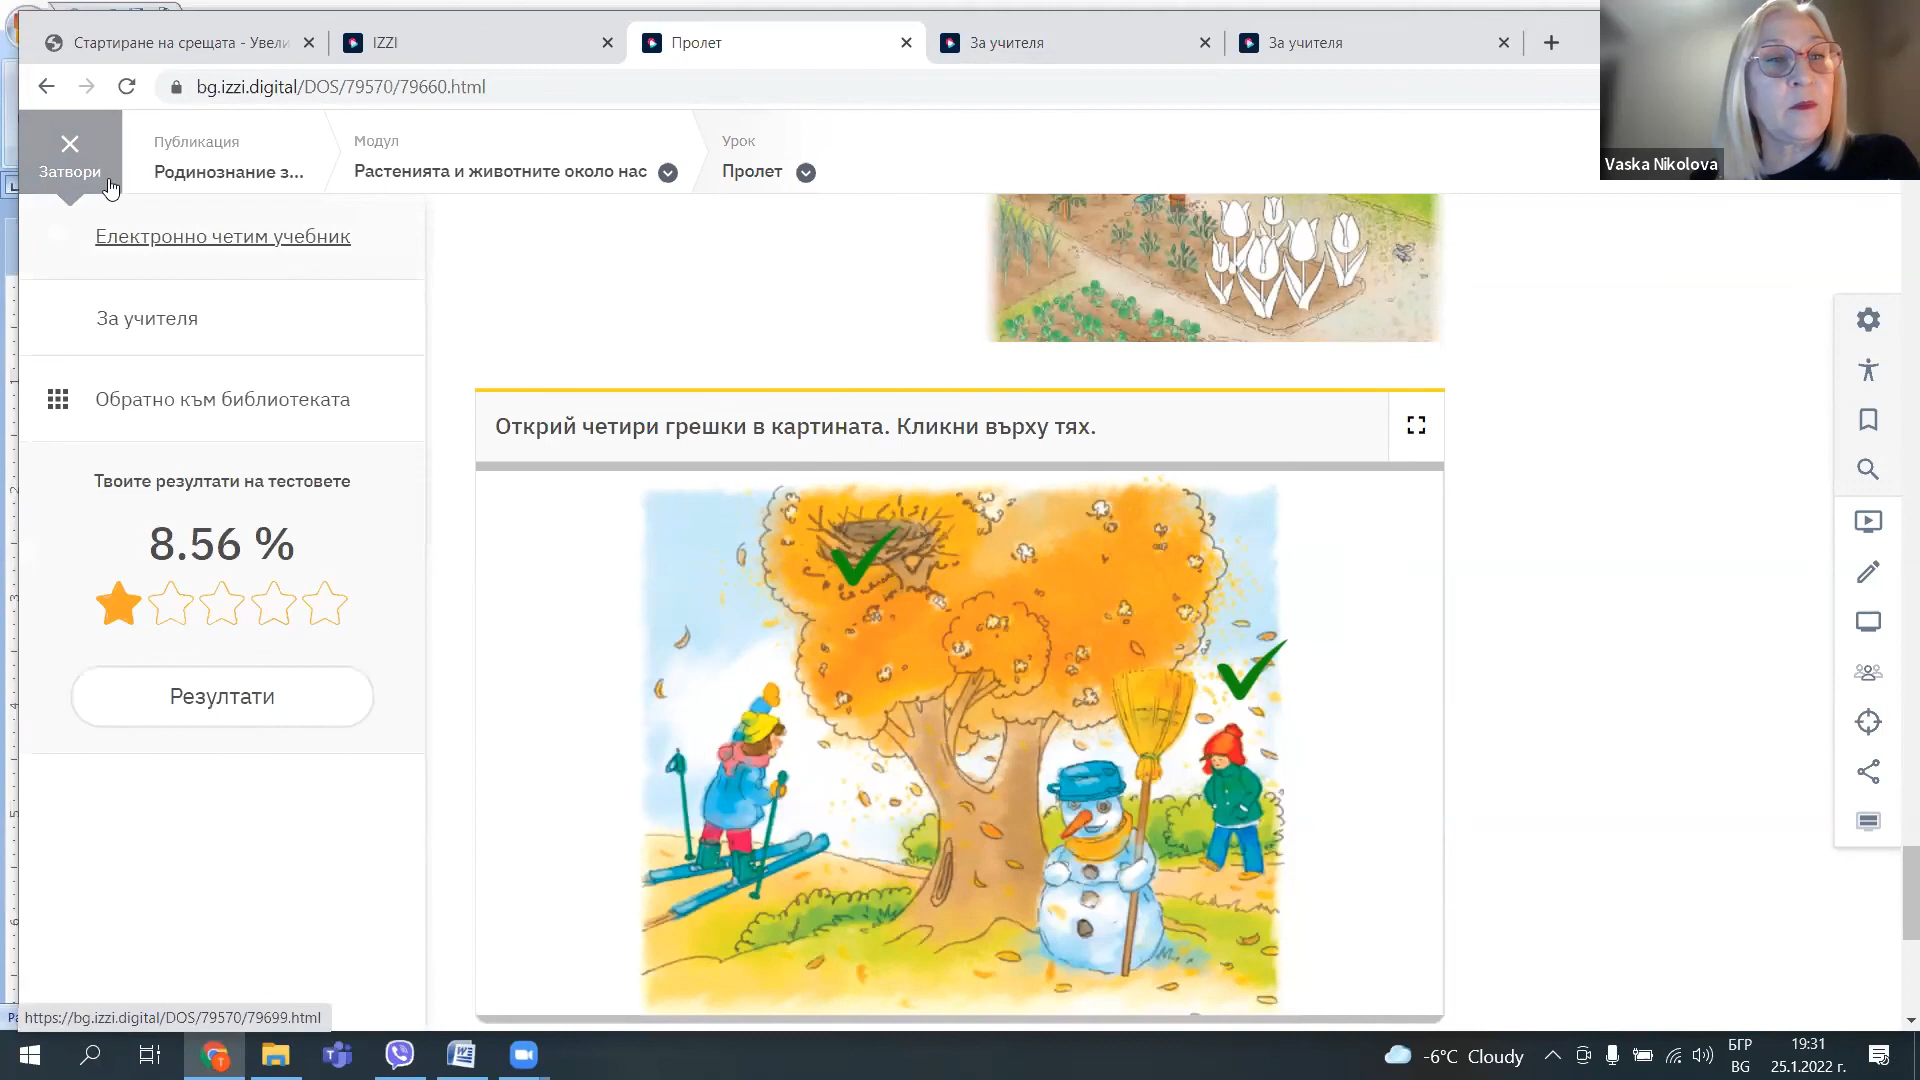 Стартиране на срещата - Увели
IZZI
Пролет
За учителя
За учителя
bg.izzi.digital/DOS/79570/79660.html
Vaska Nikolova
Затвори
Публикация
Родинознание з...
Модул
Растенията и животните около нас
Урок
Пролет
Електронно четим учебник
За учителя
Обратно към библиотеката
Твоите резултати на тестовете
8.56 %
Резултати
Открий четири грешки в картината. Кликни върху тях.
https://bg.izzi.digital/DOS/79570/79699.html
-6°C Cloudy
БГР
BG
19:31
25.1.2022 г.